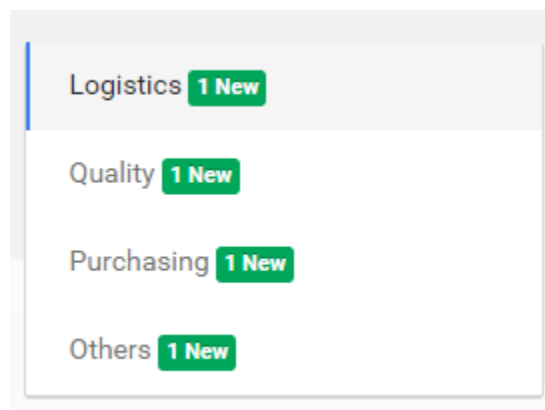 Logistics 1 New
Quality 1 New
Purchasing 1 New
Others 1 New